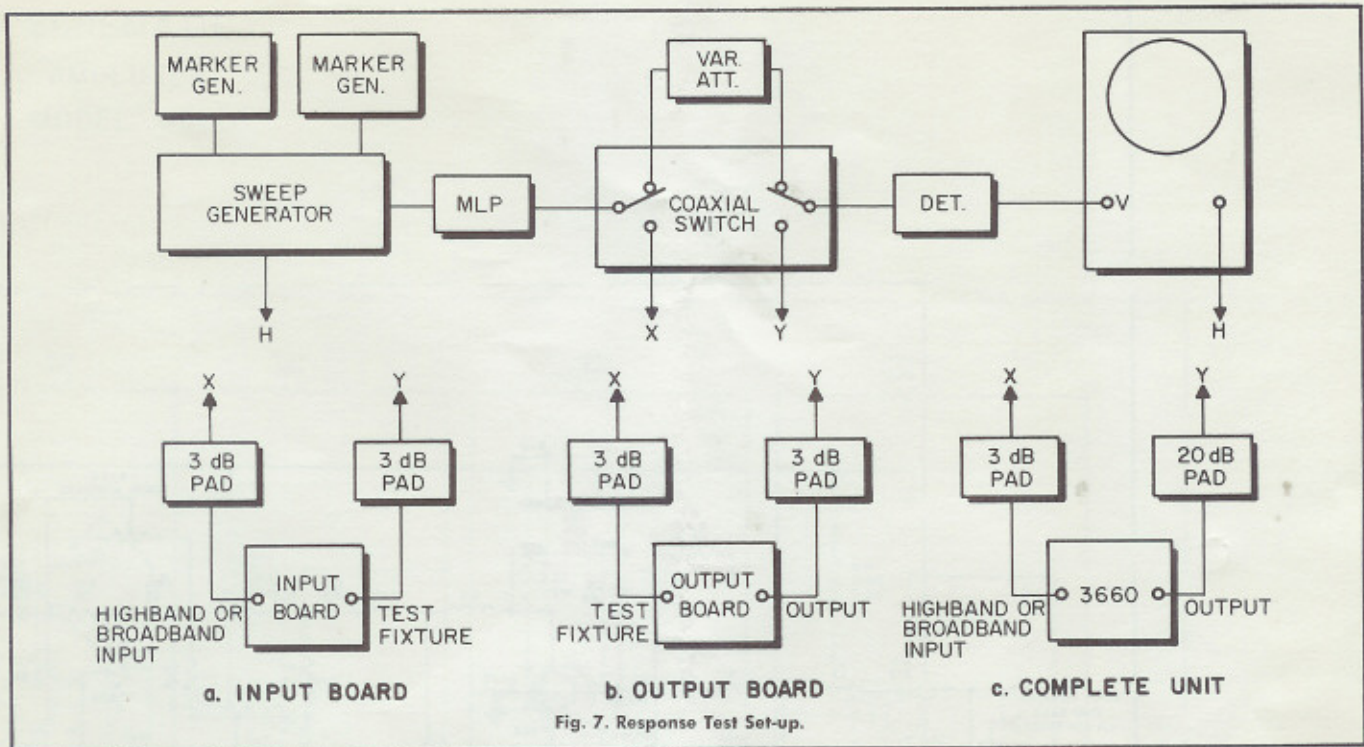 MARKER
GEN.
MARKER
GEN.
VAR.
ATT.
SWEEP
GENERATOR
MLP
COAXIAL
SWITCH
DET.
V
H
X
Y
H
X
Y
X
Y
X
Y
3 dB
PAD
3 dB
PAD
3 dB
PAD
3 dB
PAD
3 dB
PAD
20 dB
PAD
INPUT
BOARD
HIGHBAND OR
BROADBAND
INPUT
TEST
FIXTURE
OUTPUT
BOARD
TEST
FIXTURE
OUTPUT
3660
HIGHBAND OR
BROADBAND
INPUT
OUTPUT
a. INPUT BOARD
b. OUTPUT BOARD
c. COMPLETE UNIT
Fig. 7. Response Test Set-up.